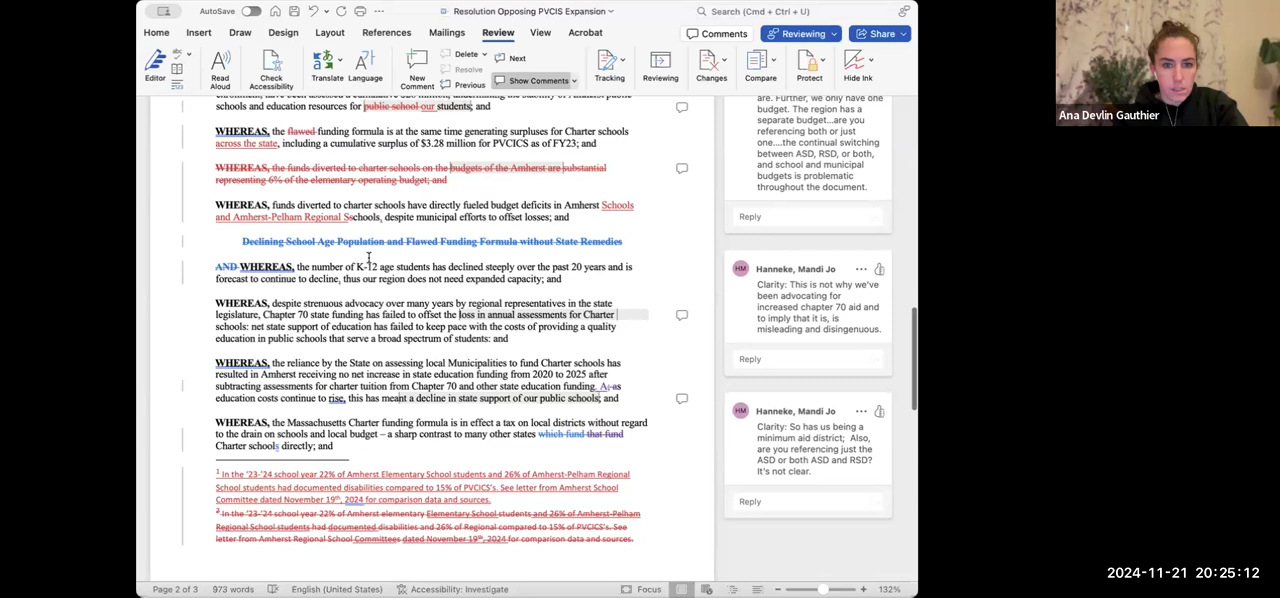 AutoSave
Resolution Opposing PVCIS Expansion
Search (Cmd + Ctrl + U)
Home Insert Draw Design Layout References Mailings Review View Acrobat
Comments Reviewing Share
Editor
Read Aloud
Check Accessibility
Translate Language
New Comment
Delete
Resolve
Previous
Next
Show Comments
Tracking
Reviewing
Changes
Compare
Protect
Hide Ink
schools and education resources for public school our students; and
WHEREAS, the flawed funding formula is at the same time generating surpluses for Charter schools
across the state, including a cumulative surplus of $3.28 million for PVCICS as of FY23; and
WHEREAS, the funds diverted to charter schools on the budgets of the Amherst are substantial
representing 6% of the elementary operating budget; and
WHEREAS, funds diverted to charter schools have directly fueled budget deficits in Amherst Schools
and Amherst-Pelham Regional Sschools, despite municipal efforts to offset losses; and
Declining School Age Population and Flawed Funding Formula without State Remedies
AND WHEREAS, the number of K-12 age students has declined steeply over the past 20 years and is
forecast to continue to decline, thus our region does not need expanded capacity; and
WHEREAS, despite strenuous advocacy over many years by regional representatives in the state
legislature, Chapter 70 state funding has failed to offset the loss in annual assessments for Charter
schools: net state support of education has failed to keep pace with the costs of providing a quality
education in public schools that serve a broad spectrum of students: and
WHEREAS, the reliance by the State on assessing local Municipalities to fund Charter schools has
resulted in Amherst receiving no net increase in state education funding from 2020 to 2025 after
subtracting assessments for charter tuition from Chapter 70 and other state education funding. A; as
education costs continue to rise, this has meant a decline in state support of our public schools; and
WHEREAS, the Massachusetts Charter funding formula is in effect a tax on local districts without regard
to the drain on schools and local budget – a sharp contrast to many other states which fund that fund
Charter schools directly; and
1 In the '23-'24 school year 22% of Amherst Elementary School students and 26% of Amherst-Pelham Regional
School students had documented disabilities compared to 15% of PVCICS's. See letter from Amherst School
Committee dated November 19th, 2024 for comparison data and sources.
2 In the '23-'24 school year 22% of Amherst elementary Elementary School students and 26% of Amherst-Pelham
Regional School students had documented disabilities and 26% of Regional compared to 15% of PVCICS's. See
letter from Amherst Regional School Committees dated November 19th, 2024 for comparison data and sources.
are. Further, we only have one
budget. The region has a
separate budget...are you
referencing both or just
one....the continual switching
between ASD, RSD, or both,
and school and municipal
budgets is problematic
throughout the document.
Reply
HM Hanneke, Mandi Jo
Clarity: This is not why we've
been advocating for
increased chapter 70 aid and
to imply that it is, is
misleading and disingenuous.
Reply
HM Hanneke, Mandi Jo
Clarity: So has us being a
minimum aid district; Also,
are you referencing just the
ASD or both ASD and RSD?
It's not clear.
Reply
Page 2 of 3 973 words English (United States) Accessibility: Investigate Focus 132%
Ana Devlin Gauthier
2024-11-21 20:25:12